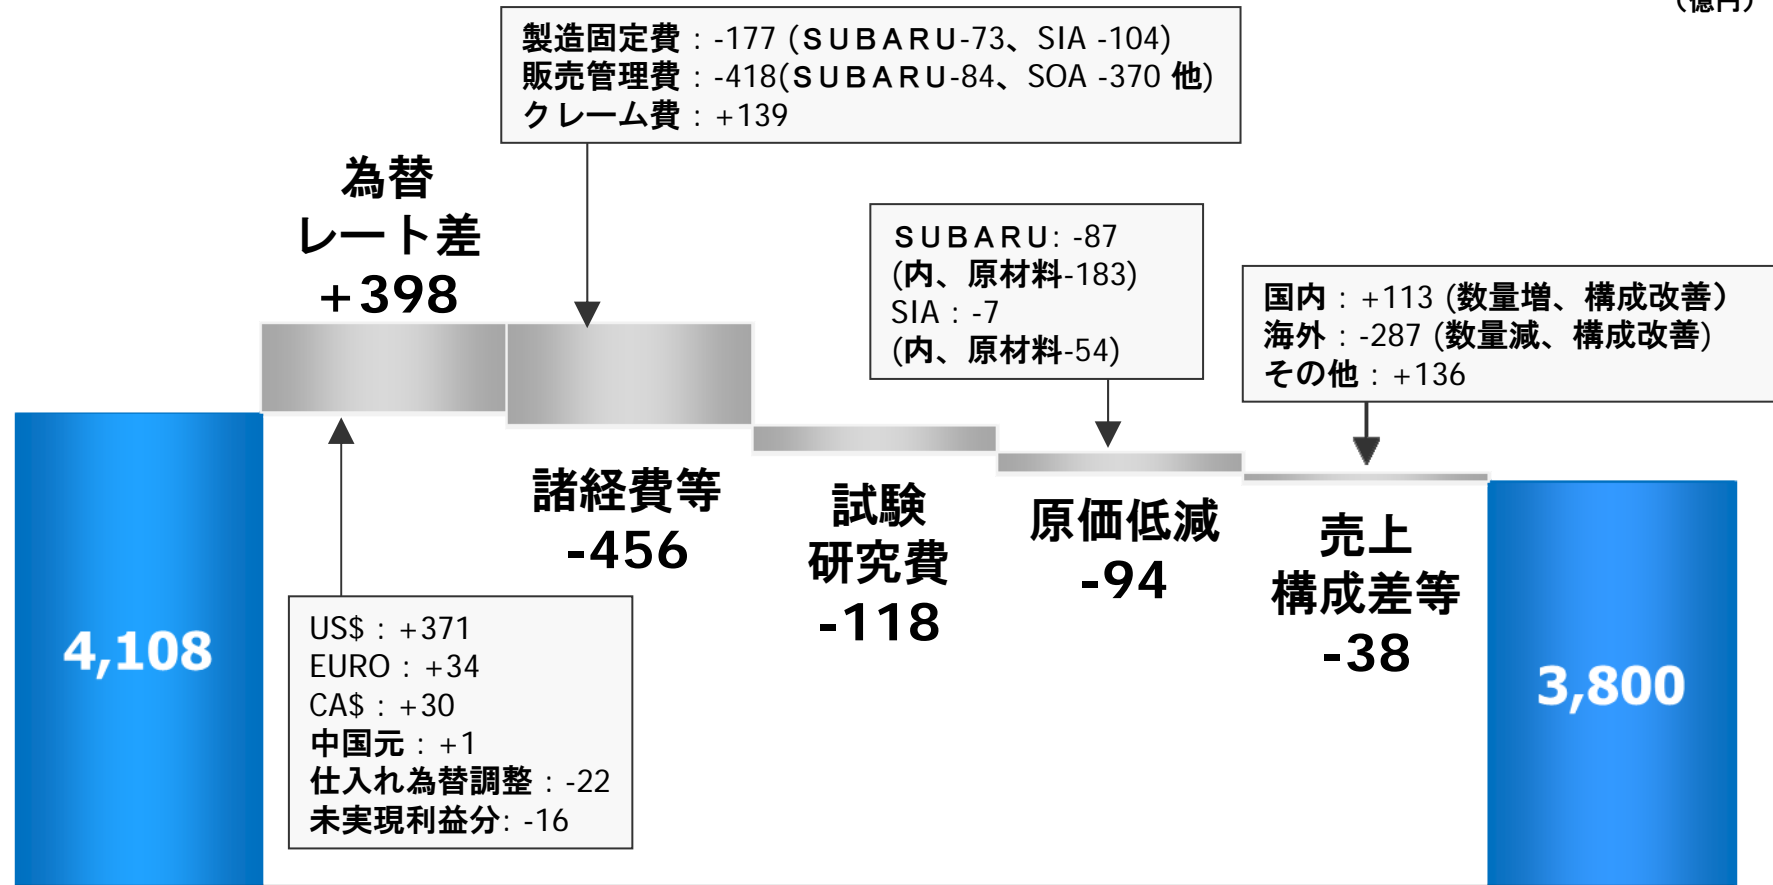 (億円)
製造固定費 : -177 (SUBARU-73、SIA -104)
販売管理費 : -418(SUBARU-84、SOA -370 他)
クレーム費 : +139
為替
レート差
+398
SUBARU: -87
(内、原材料-183)
SIA : -7
(内、原材料-54)
国内 : +113 (数量増、構成改善)
海外 : -287 (数量減、構成改善)
その他 : +136
諸経費等
-456
試験
研究費
-118
原価低減
-94
売上
構成差等
-38
4,108
US$ : +371
EURO : +34
CA$ : +30
中国元 : +1
仕入れ為替調整 : -22
未実現利益分: -16
3,800